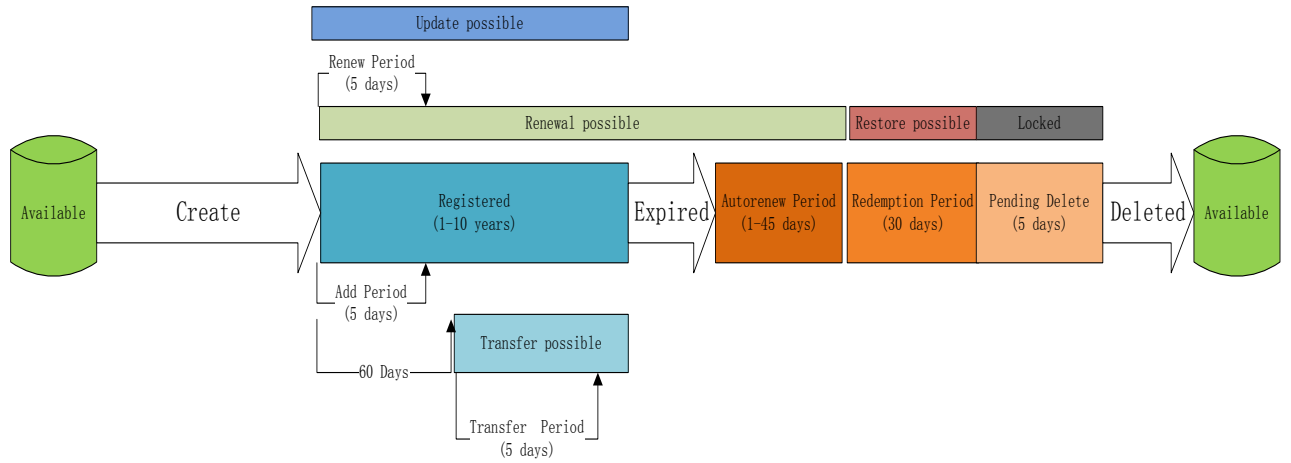 Update possible
Renew Period
(5 days)
Renewal possible
Restore possible
Locked
Available
Create
Registered
(1-10 years)
Expired
Autorenew Period
(1-45 days)
Redemption Period
(30 days)
Pending Delete
(5 days)
Deleted
Available
Add Period
(5 days)
Transfer possible
60 Days
Transfer Period
(5 days)